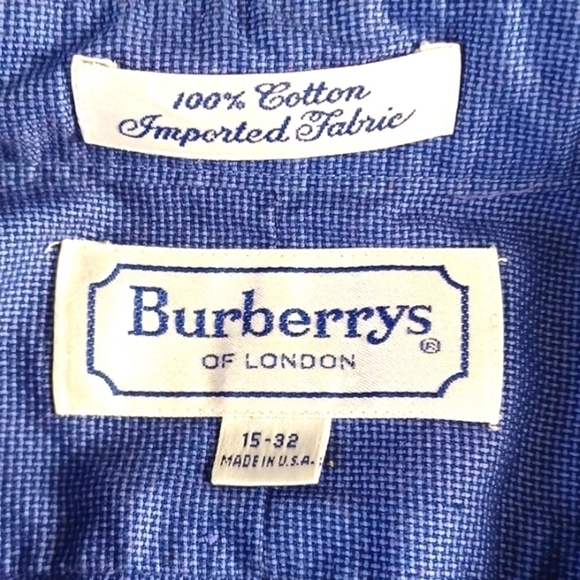 100% Cotton
Imported Fabric
Burberrys®
OF LONDON
15-32
MADE IN U.S.A.